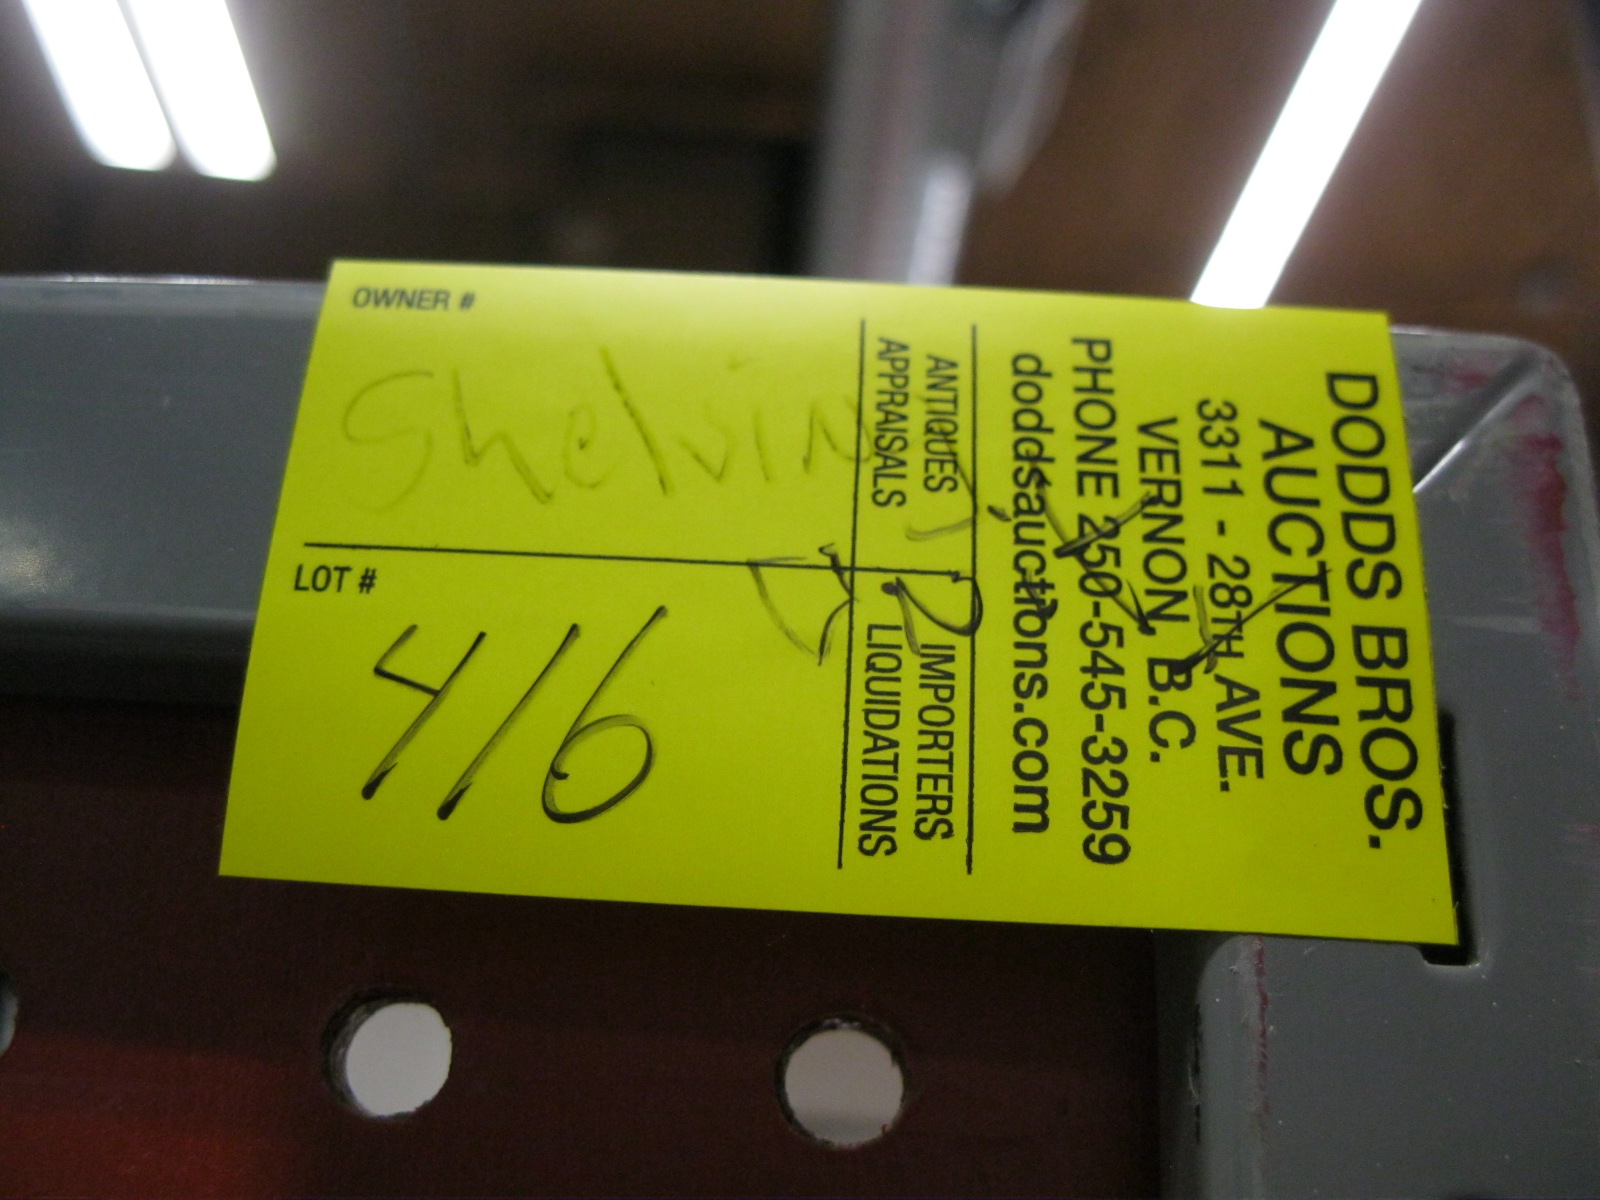 DODDS BROS.
AUCTIONS
3311 - 28TH AVE.
VERNON, B.C.
PHONE 250-545-3259
doddsauctions.com
ANTIQUES IMPORTERS
APPRAISALS LIQUIDATIONS
OWNER #
Shelving
LOT #
416